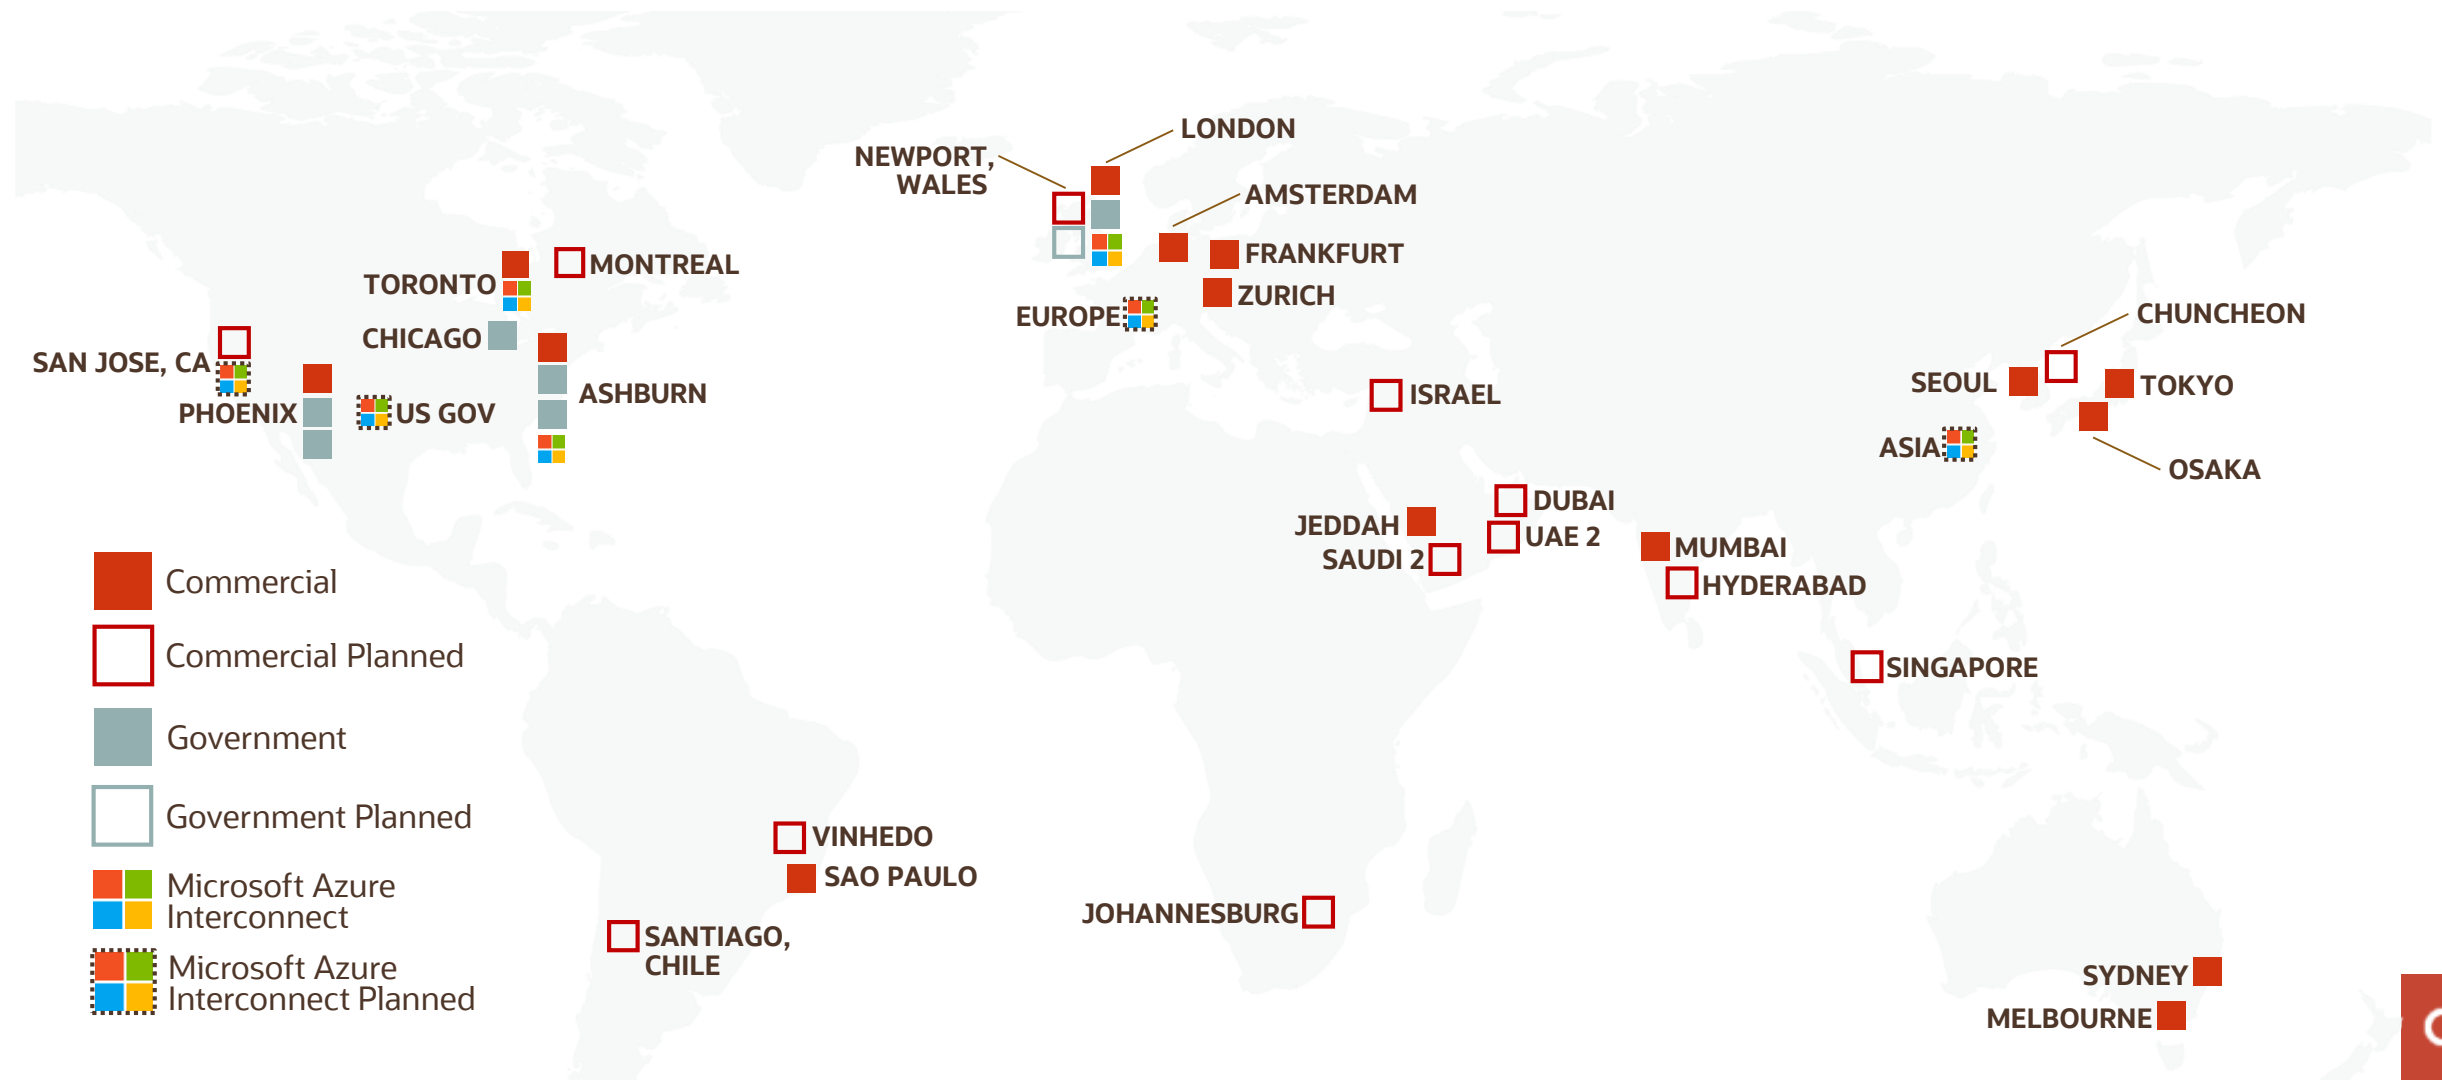 LONDON
NEWPORT,
WALES
AMSTERDAM
FRANKFURT
ZURICH
EUROPE
MONTREAL
TORONTO
CHICAGO
SAN JOSE, CA
ASHBURN
PHOENIX
US GOV
CHUNCHEON
SEOUL
TOKYO
ISRAEL
ASIA
OSAKA
DUBAI
JEDDAH
UAE 2
SAUDI 2
MUMBAI
HYDERABAD
SINGAPORE
Commercial
Commercial Planned
Government
Government Planned
Microsoft Azure
Interconnect
Microsoft Azure
Interconnect Planned
VINHEDO
SAO PAULO
SANTIAGO,
CHILE
JOHANNESBURG
SYDNEY
MELBOURNE